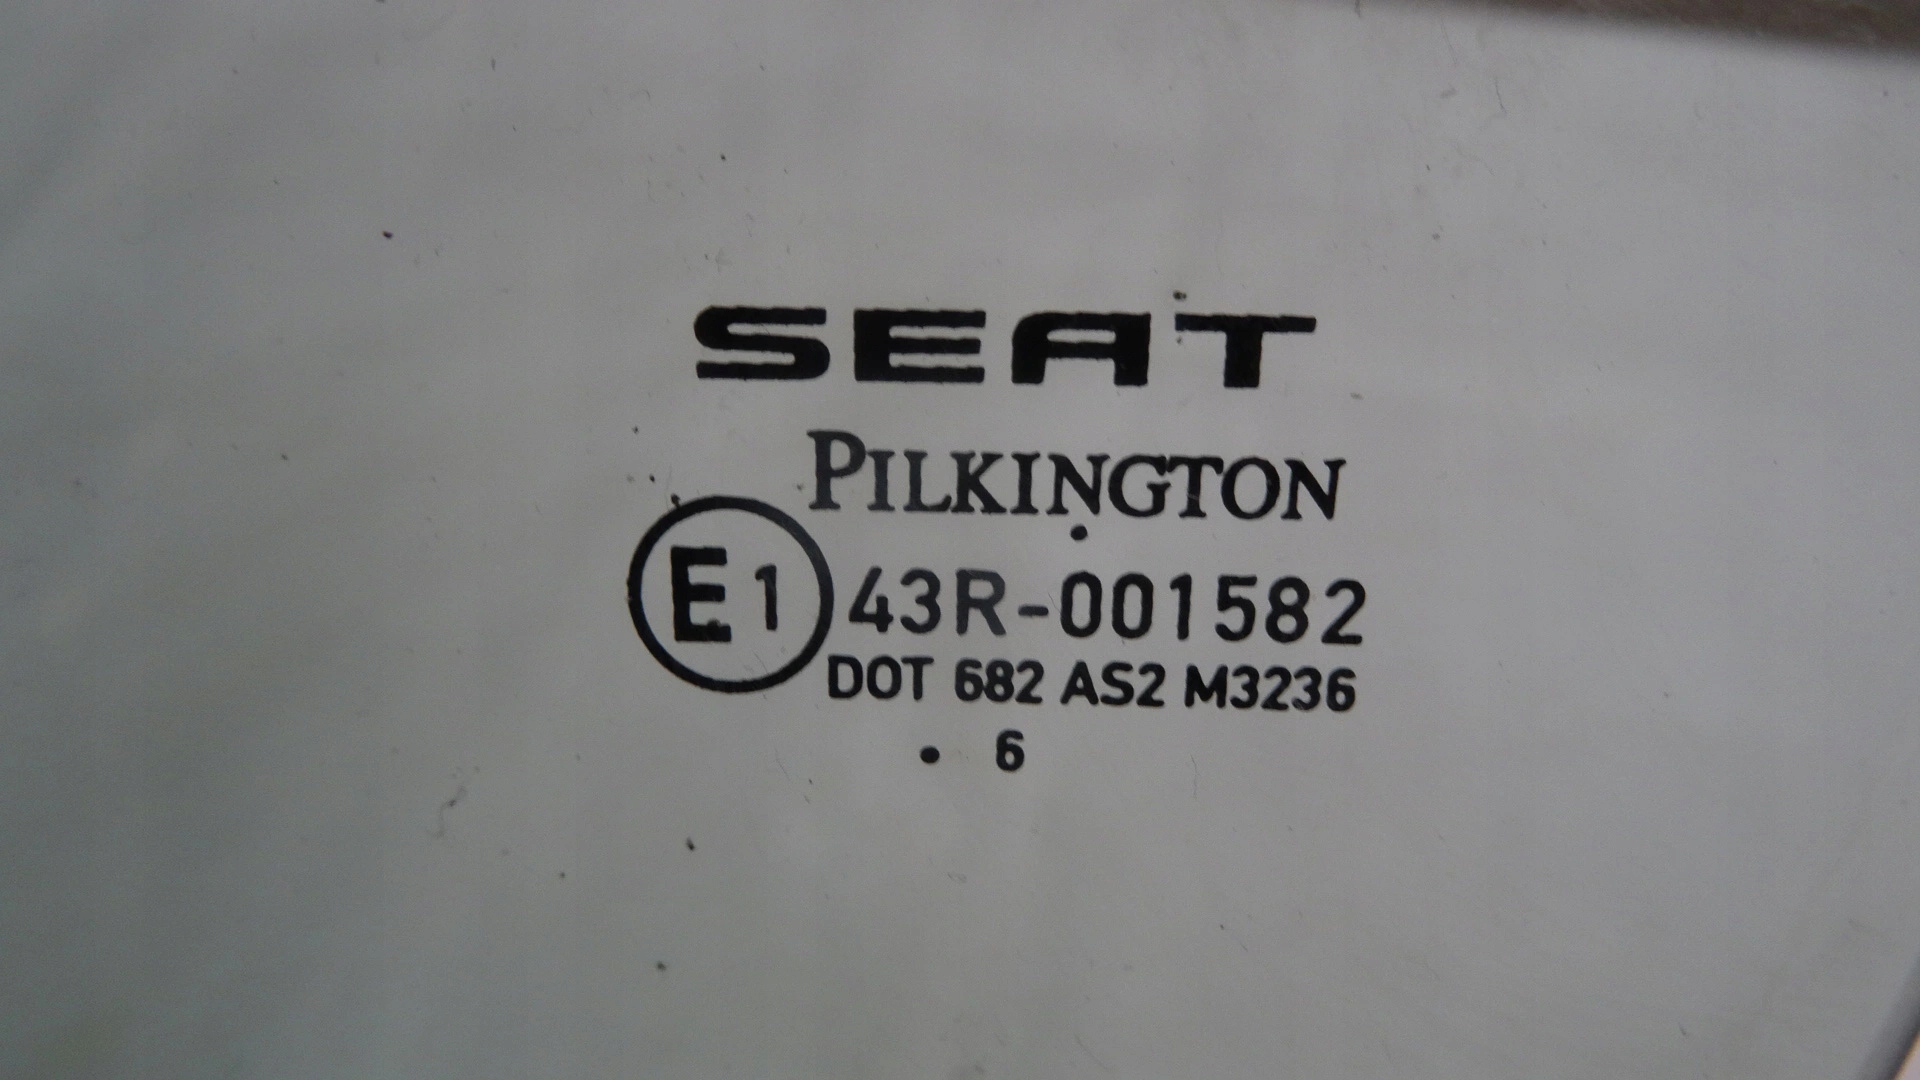 SEAT
PILKINGTON
E1 43R-001582
DOT 682 AS2 M3236
. 6